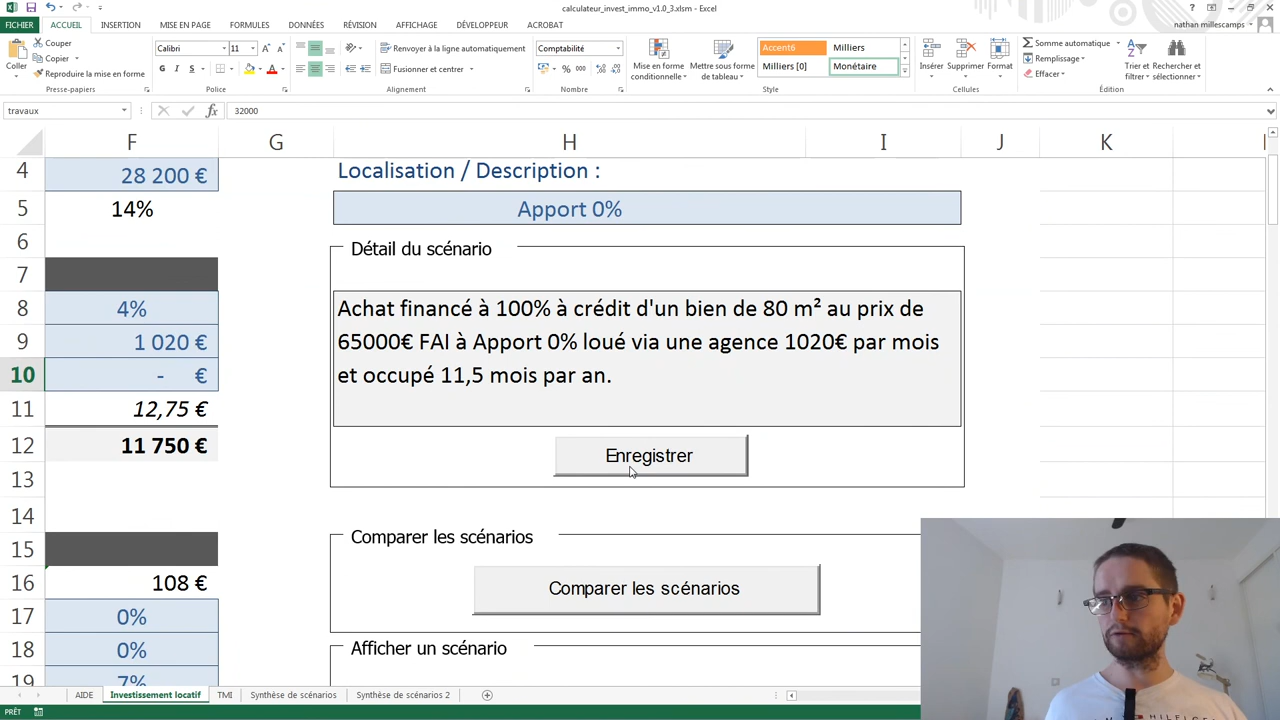 calculateur_invest_immo_v1.0_3.xlsm - Excel
FICHIER ACCUEIL INSERTION MISE EN PAGE FORMULES DONNÉES RÉVISION AFFICHAGE DÉVELOPPEUR ACROBAT
nathan millescamps
Couper
Copier
Reproduire la mise en forme
Coller
Presse-papiers
Calibri 11
G I S
Police
Renvoyer à la ligne automatiquement
Fusionner et centrer
Alignement
Comptabilité
% 000
Nombre
Mise en forme conditionnelle
Mettre sous forme de tableau
Accent6 Milliers
Milliers [0] Monétaire
Style
Insérer Supprimer Format
Cellules
Somme automatique
Remplissage
Effacer
Trier et filtrer
Rechercher et sélectionner
Édition
travaux
fx 32000
F G H I J K
4 28 200 € Localisation / Description :
5 14% Apport 0%
6 Détail du scénario
7
8 4% Achat financé à 100% à crédit d'un bien de 80 m² au prix de
9 1 020 € 65000€ FAI à Apport 0% loué via une agence 1020€ par mois
10 - € et occupé 11,5 mois par an.
11 12,75 €
12 11 750 € Enregistrer
13
14
15 Comparer les scénarios
16 108 € Comparer les scénarios
17 0%
18 0% Afficher un scénario
19 7%
AIDE Investissement locatif TMI Synthèse de scénarios Synthèse de scénarios 2
PRÊT